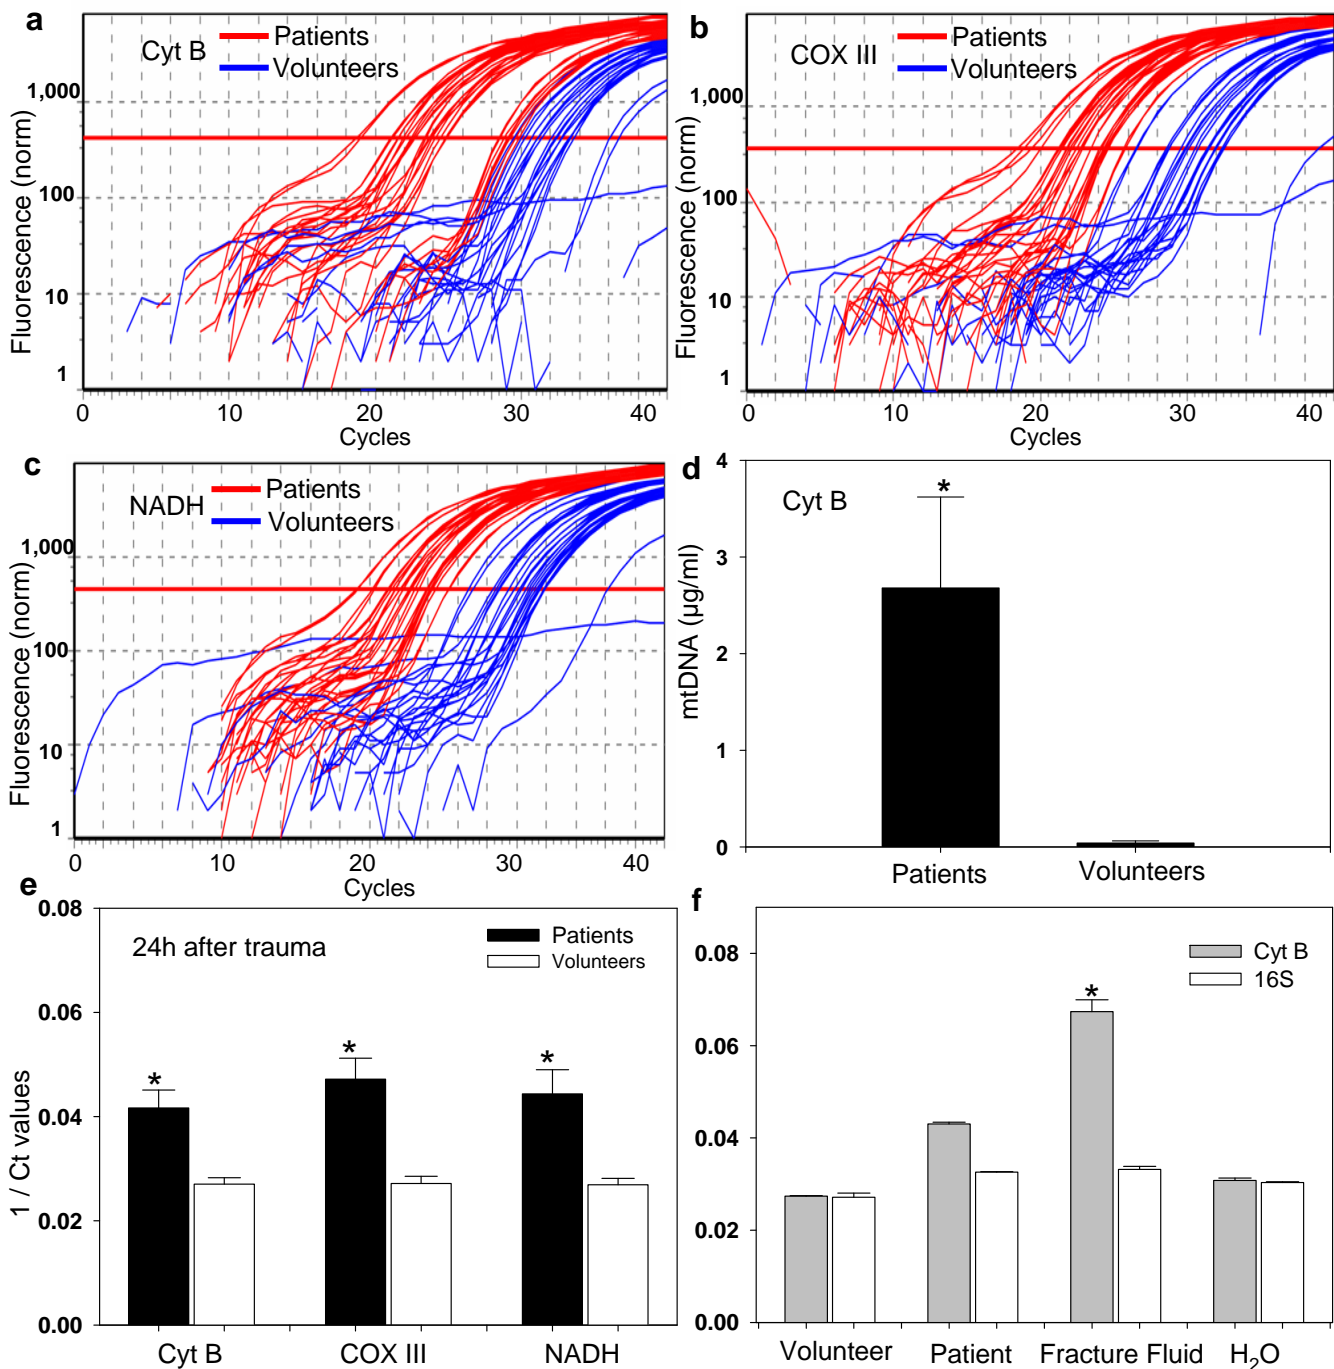 a
Cyt B
Patients
Volunteers
Fluorescence (norm)
1,000
100
10
1
0 10 20 30 40
Cycles
b
COX III
Patients
Volunteers
Fluorescence (norm)
1,000
100
10
1
0 10 20 30 40
Cycles
c
NADH
Patients
Volunteers
Fluorescence (norm)
1,000
100
10
1
0 10 20 30 40
Cycles
d
Cyt B
*
mtDNA (µg/ml)
4
3
2
1
0
Patients Volunteers
e
24h after trauma
Patients
Volunteers
1 / Ct values
0.08
0.06
0.04
0.02
0.00
* * *
Cyt B COX III NADH
f
Cyt B
16S
*
0.08
0.06
0.04
0.02
0.00
Volunteer Patient Fracture Fluid H₂O